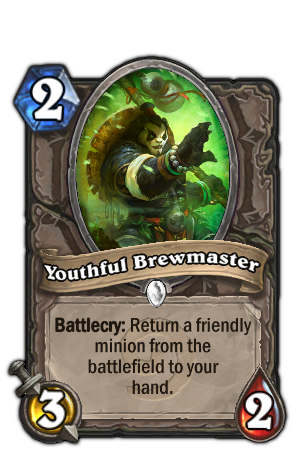 2
Youthful Brewmaster
Battlecry: Return a friendly
minion from the
battlefield to your
hand.
3
2